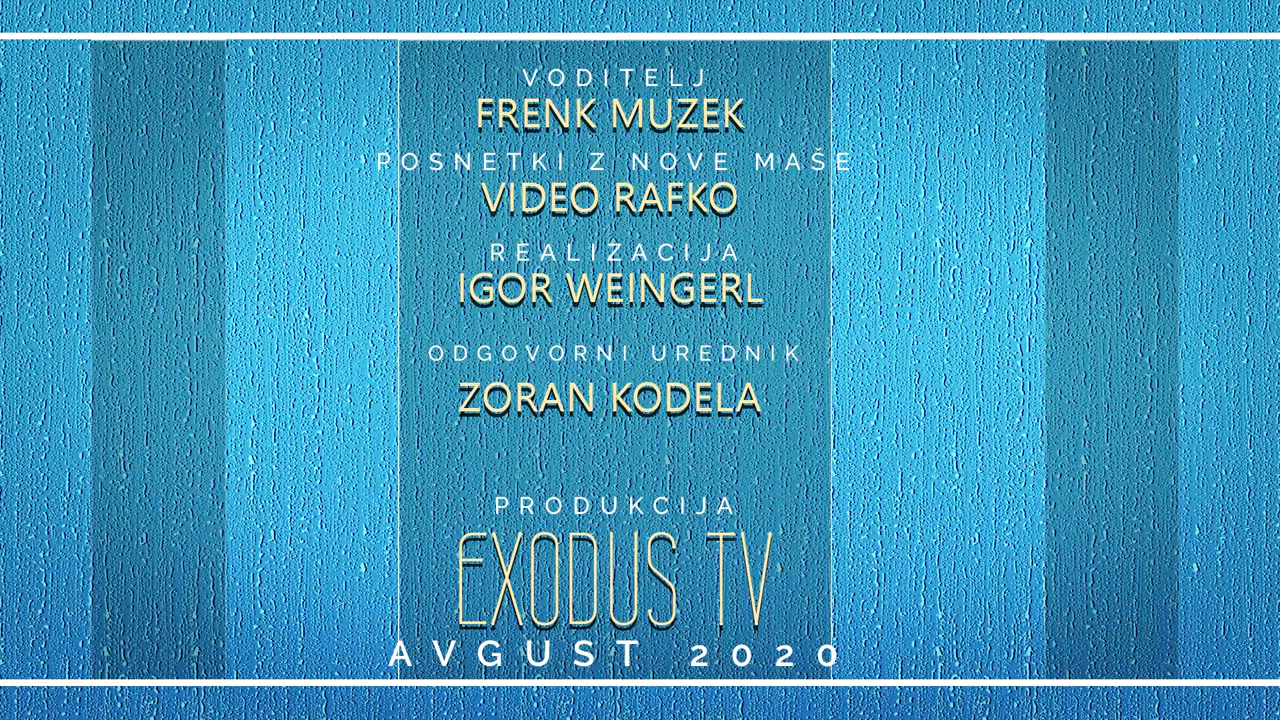 VODITELJ
FRENK MUZEK
POSNETKI Z NOVE MAŠE
VIDEO RAFKO
REALIZACIJA
IGOR WEINGERL
ODGOVORNI UREDNIK
ZORAN KODELA
PRODUKCIJA
EXODUS TV
AVGUST 2020